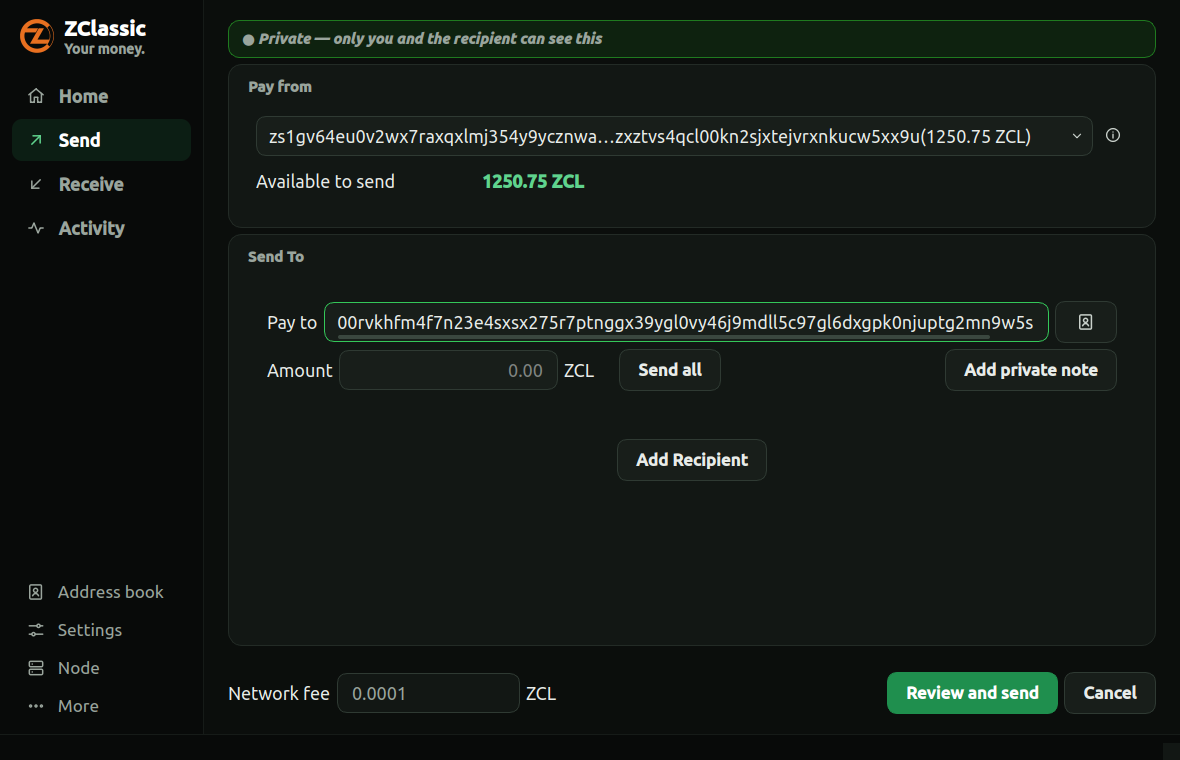 ZClassic
Your money.
Home
Send
Receive
Activity
Address book
Settings
Node
More
Private — only you and the recipient can see this
Pay from
zs1gv64eu0v2wx7raxqxlmj354y9ycznwa...zxztvs4qcl00kn2sjxtejvrxnkucw5xx9u(1250.75 ZCL)
Available to send 1250.75 ZCL
Send To
Pay to 00rvkhfm4f7n23e4sxsx275r7ptnggx39ygl0vy46j9mdll5c97gl6dxgpk0njuptg2mn9w5s
Amount 0.00 ZCL Send all Add private note
Add Recipient
Network fee 0.0001 ZCL Review and send Cancel